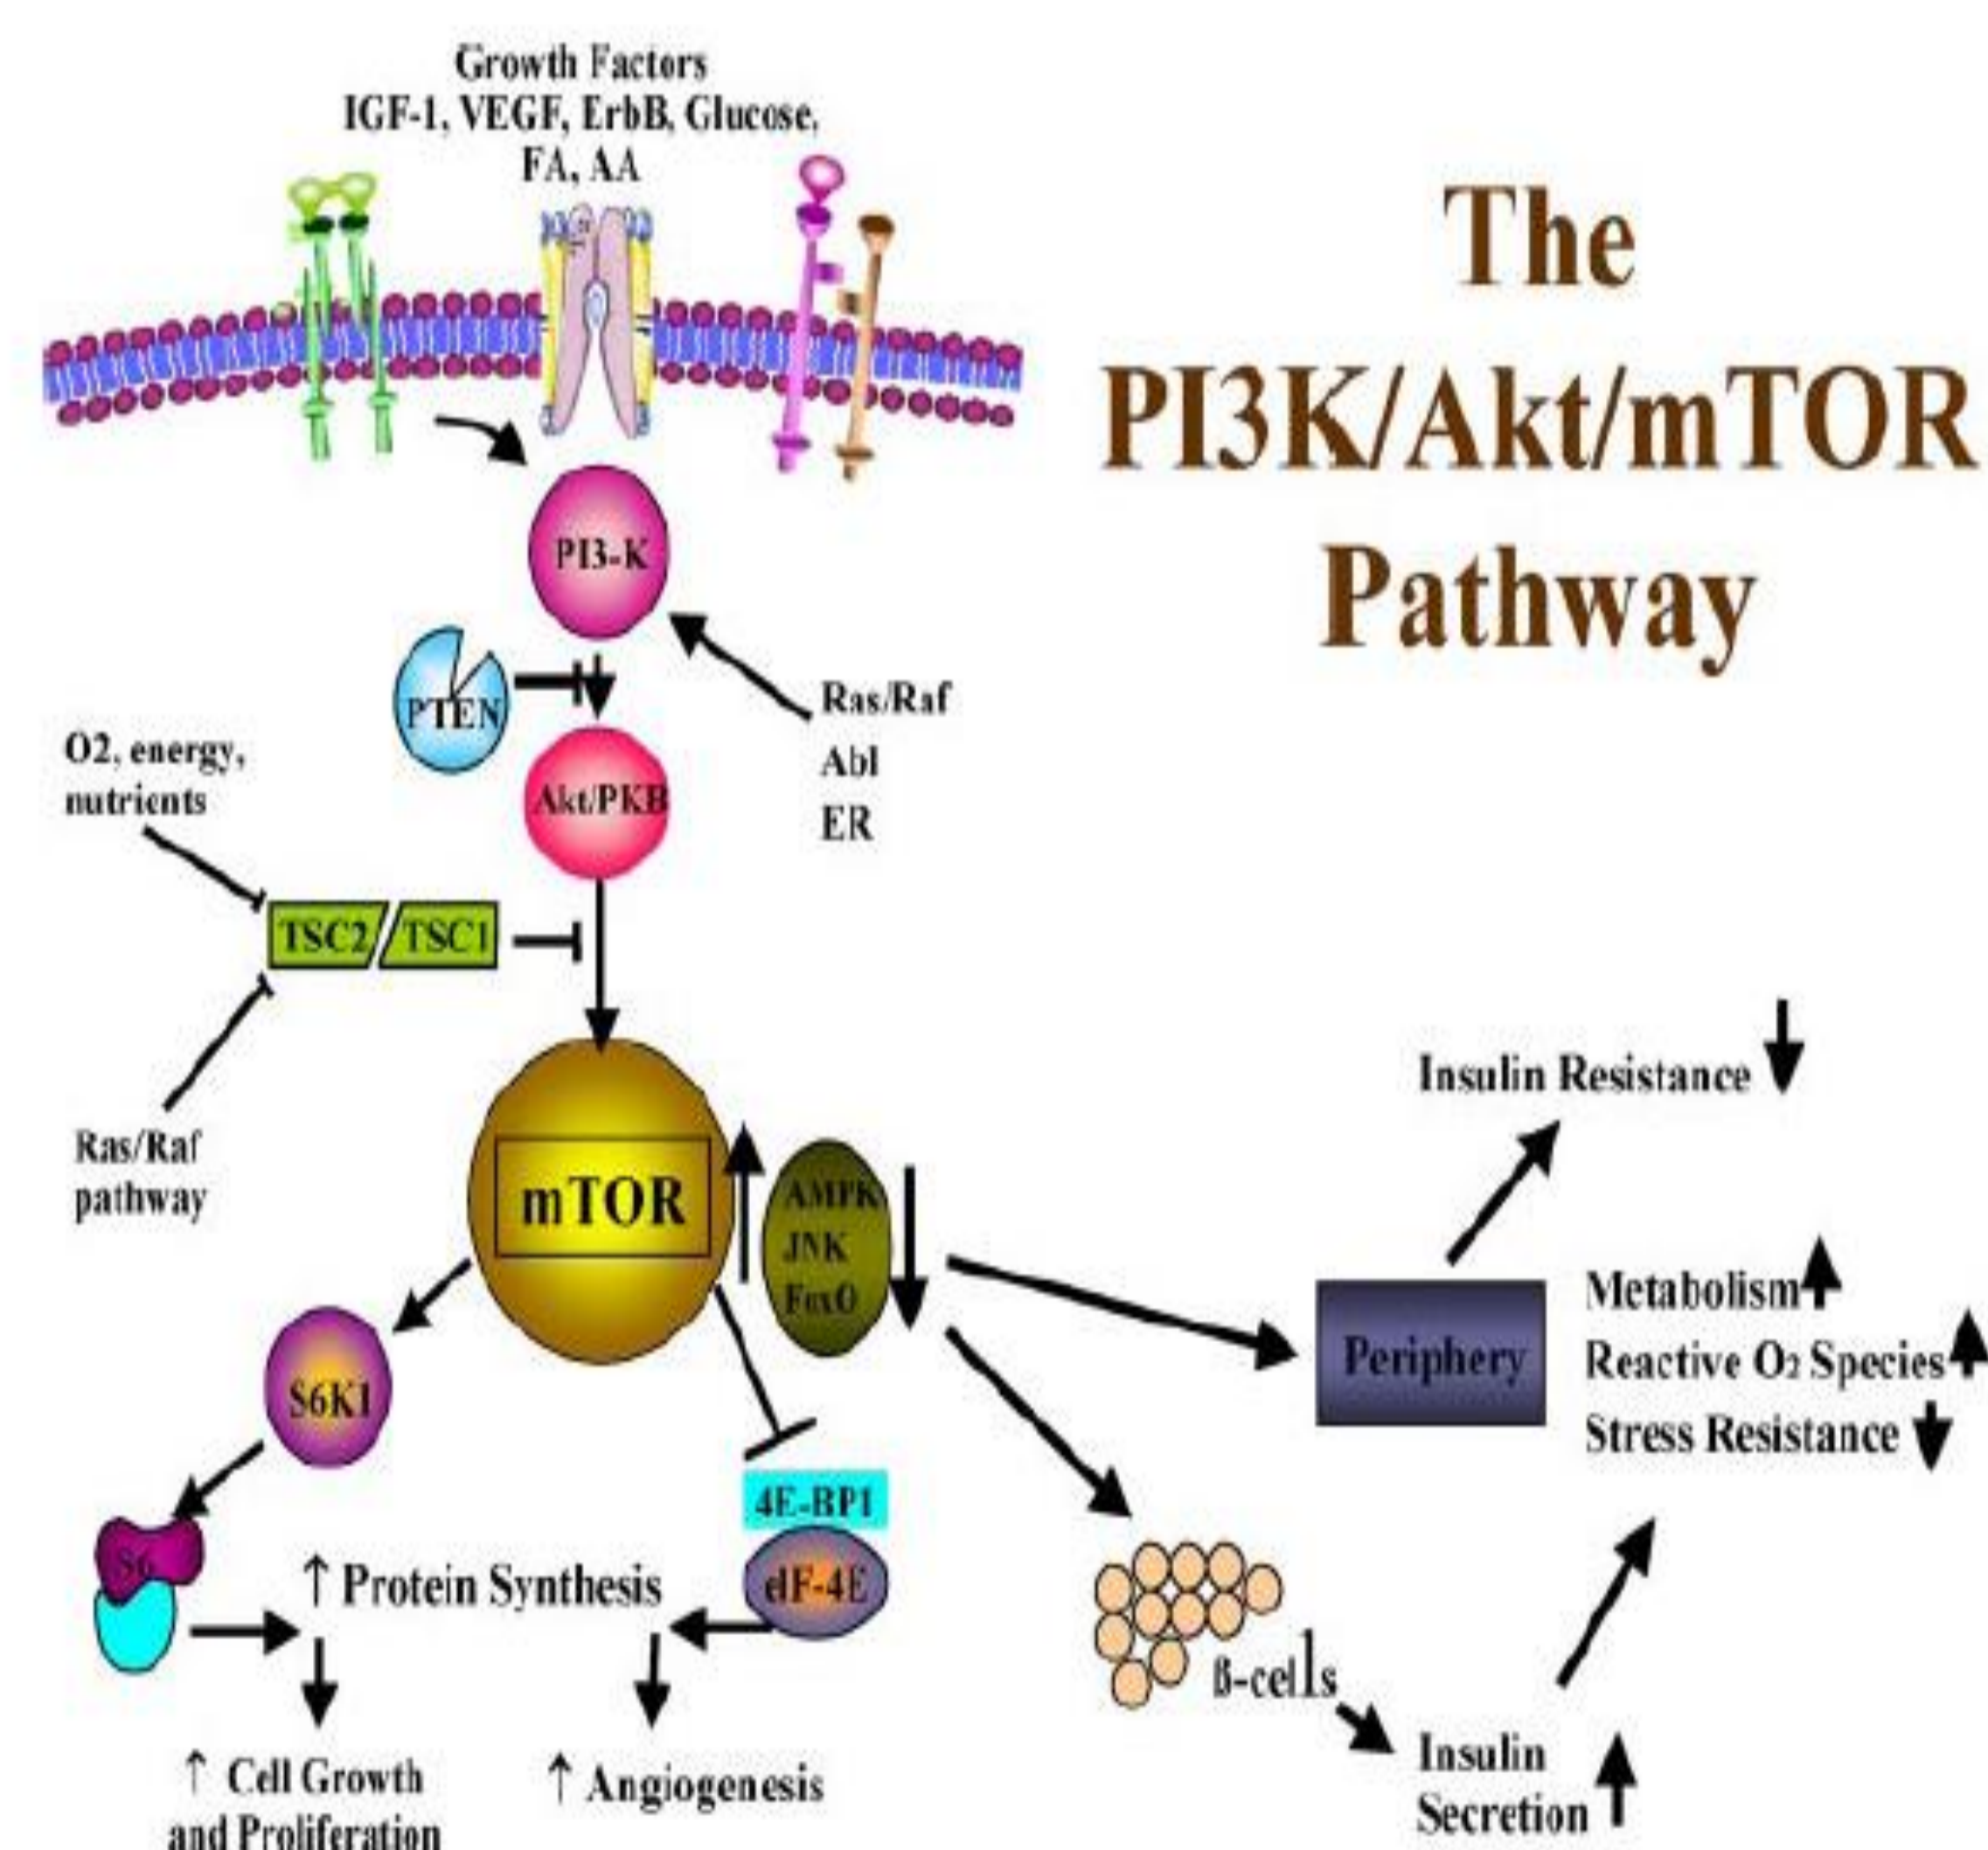 Growth Factors
IGF-1, VEGF, ErbB, Glucose,
FA, AA
The
PI3K/Akt/mTOR
Pathway
PI3-K
PTEN
Ras/Raf
Abl
ER
O2, energy,
nutrients
Akt/PKB
TSC2 / TSC1
Ras/Raf
pathway
mTOR
AMPK
JNK
FoxO
Insulin Resistance
Metabolism
Reactive O2 Species
Stress Resistance
Periphery
S6K1
4E-BP1
S6
↑ Protein Synthesis
eIF-4E
ß-cells
↑ Cell Growth
and Proliferation
↑ Angiogenesis
Insulin
Secretion